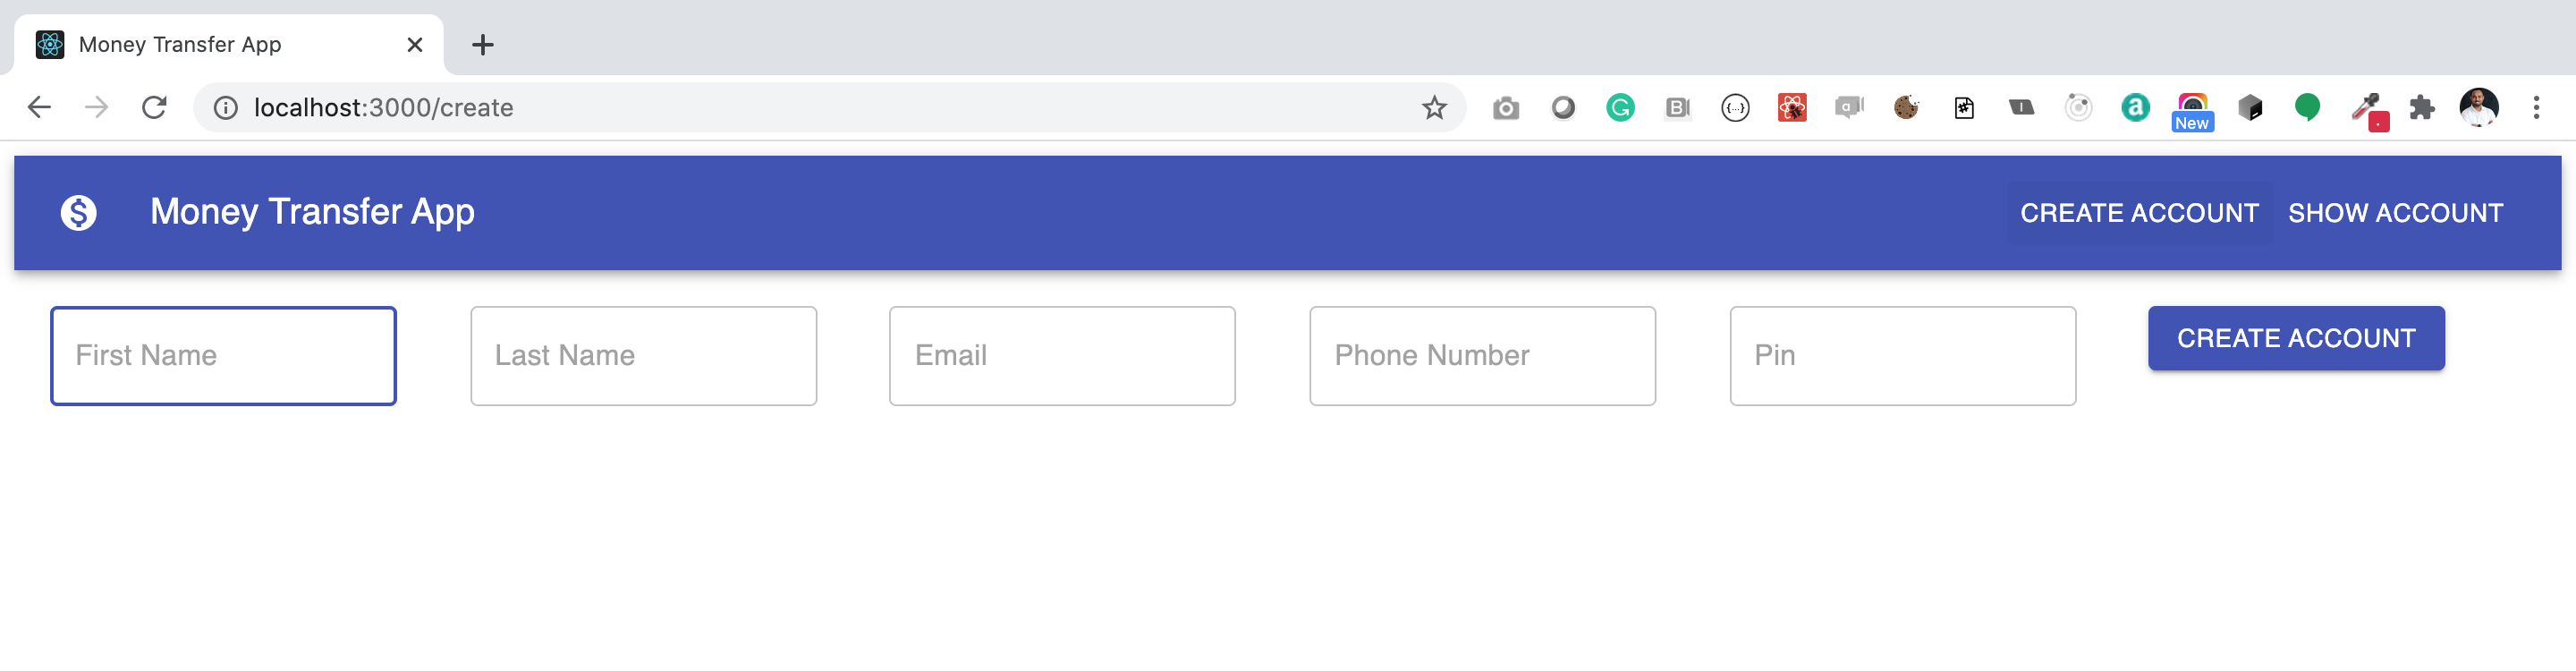 Money Transfer App
localhost:3000/create
New
Money Transfer App CREATE ACCOUNT SHOW ACCOUNT
First Name Last Name Email Phone Number Pin CREATE ACCOUNT